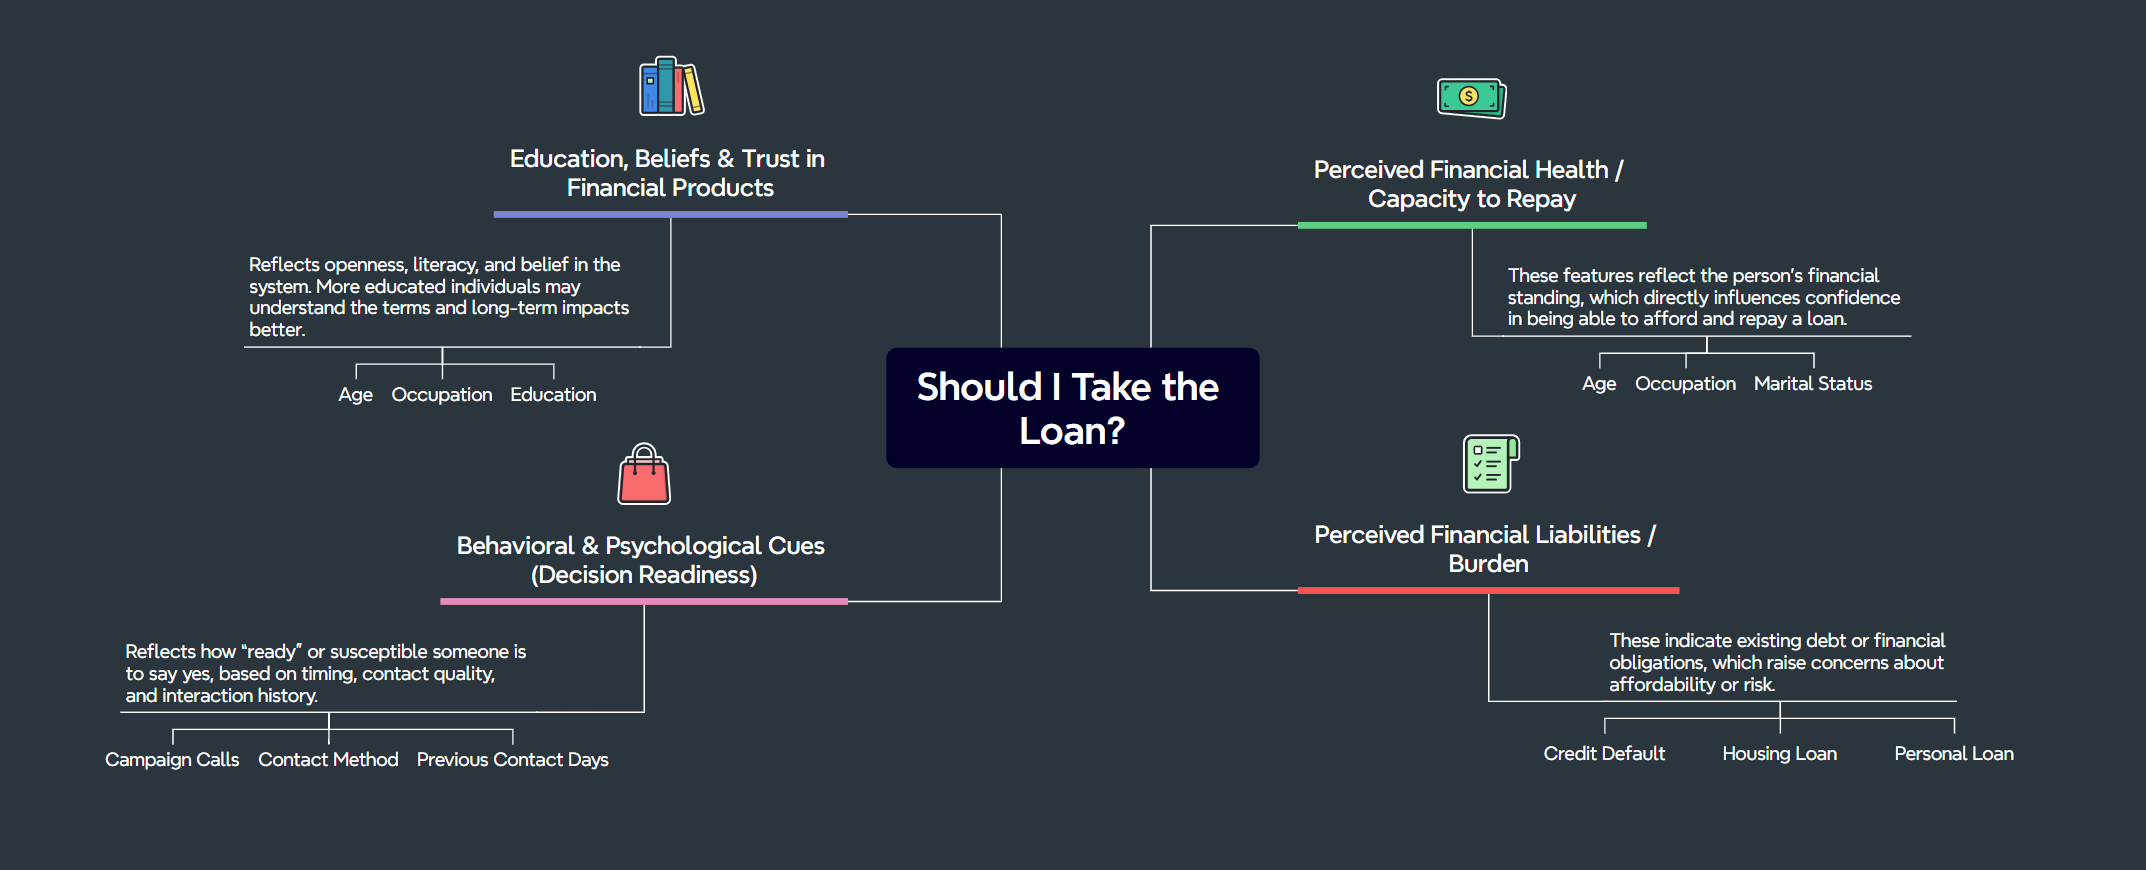 Should I Take the
Loan?
Education, Beliefs & Trust in
Financial Products
Reflects openness, literacy, and belief in the
system. More educated individuals may
understand the terms and long-term impacts
better.
Age
Occupation
Education
Behavioral & Psychological Cues
(Decision Readiness)
Reflects how “ready” or susceptible someone is
to say yes, based on timing, contact quality,
and interaction history.
Campaign Calls
Contact Method
Previous Contact Days
Perceived Financial Health /
Capacity to Repay
These features reflect the person’s financial
standing, which directly influences confidence
in being able to afford and repay a loan.
Age
Occupation
Marital Status
Perceived Financial Liabilities /
Burden
These indicate existing debt or financial
obligations, which raise concerns about
affordability or risk.
Credit Default
Housing Loan
Personal Loan